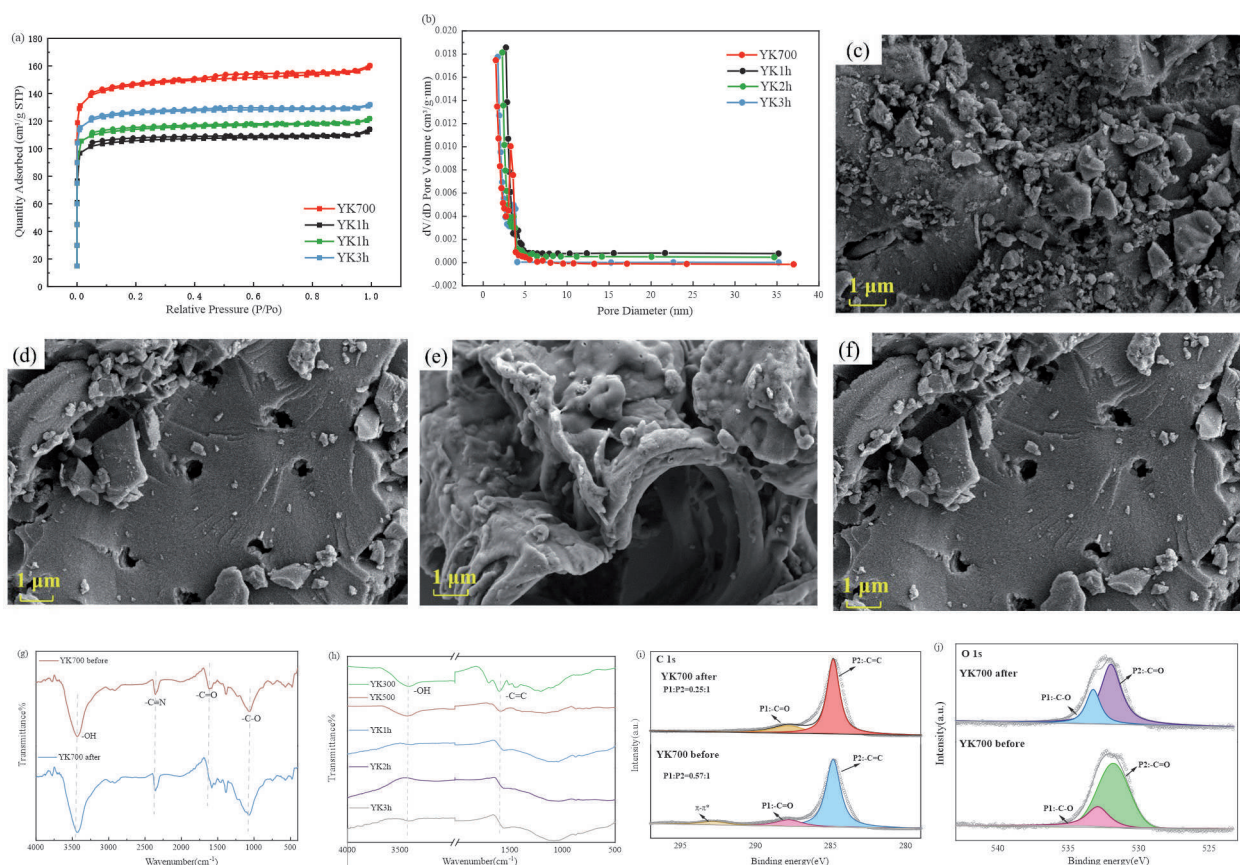 (a)
180
160
140
120
100
80
60
40
20
0
Quantity Adsorbed (cm³/g STP)
YK700
YK1h
YK1h
YK3h
0.0 0.2 0.4 0.6 0.8 1.0
Relative Pressure (P/Po)
(b)
0.020
0.018
0.016
0.014
0.012
0.010
0.008
0.006
0.004
0.002
0.000
-0.002
dV/dD Pore Volume (cm³/g·nm)
YK700
YK1h
YK2h
YK3h
-5 0 5 10 15 20 25 30 35 40
Pore Diameter (nm)
(c)
1 μm
(d)
1 μm
(e)
1 μm
(f)
1 μm
(g)
YK700 before
-C≡N
-C=O
-C-O
-OH
YK700 after
Transmittance%
4000 3500 3000 2500 2000 1500 1000 500
Wavenumber(cm⁻¹)
(h)
YK300
-OH
-C=C
YK500
YK1h
YK2h
YK3h
Transmittance%
4000 3500 1000 500
Wavenumber(cm⁻¹)
(i)
C 1s
YK700 after
P1:P2=0.25:1
P2:-C=C
P1:-C=O
YK700 before
P1:P2=0.57:1
P2:-C=C
π-π*
P1:-C=O
Intensity(a.u.)
295 290 285 280
Binding energy(eV)
(j)
O 1s
YK700 after
P2:-C=O
P1:-C-O
YK700 before
P2:-C=O
P1:-C-O
Intensity(a.u.)
540 535 530 525
Binding energy(eV)